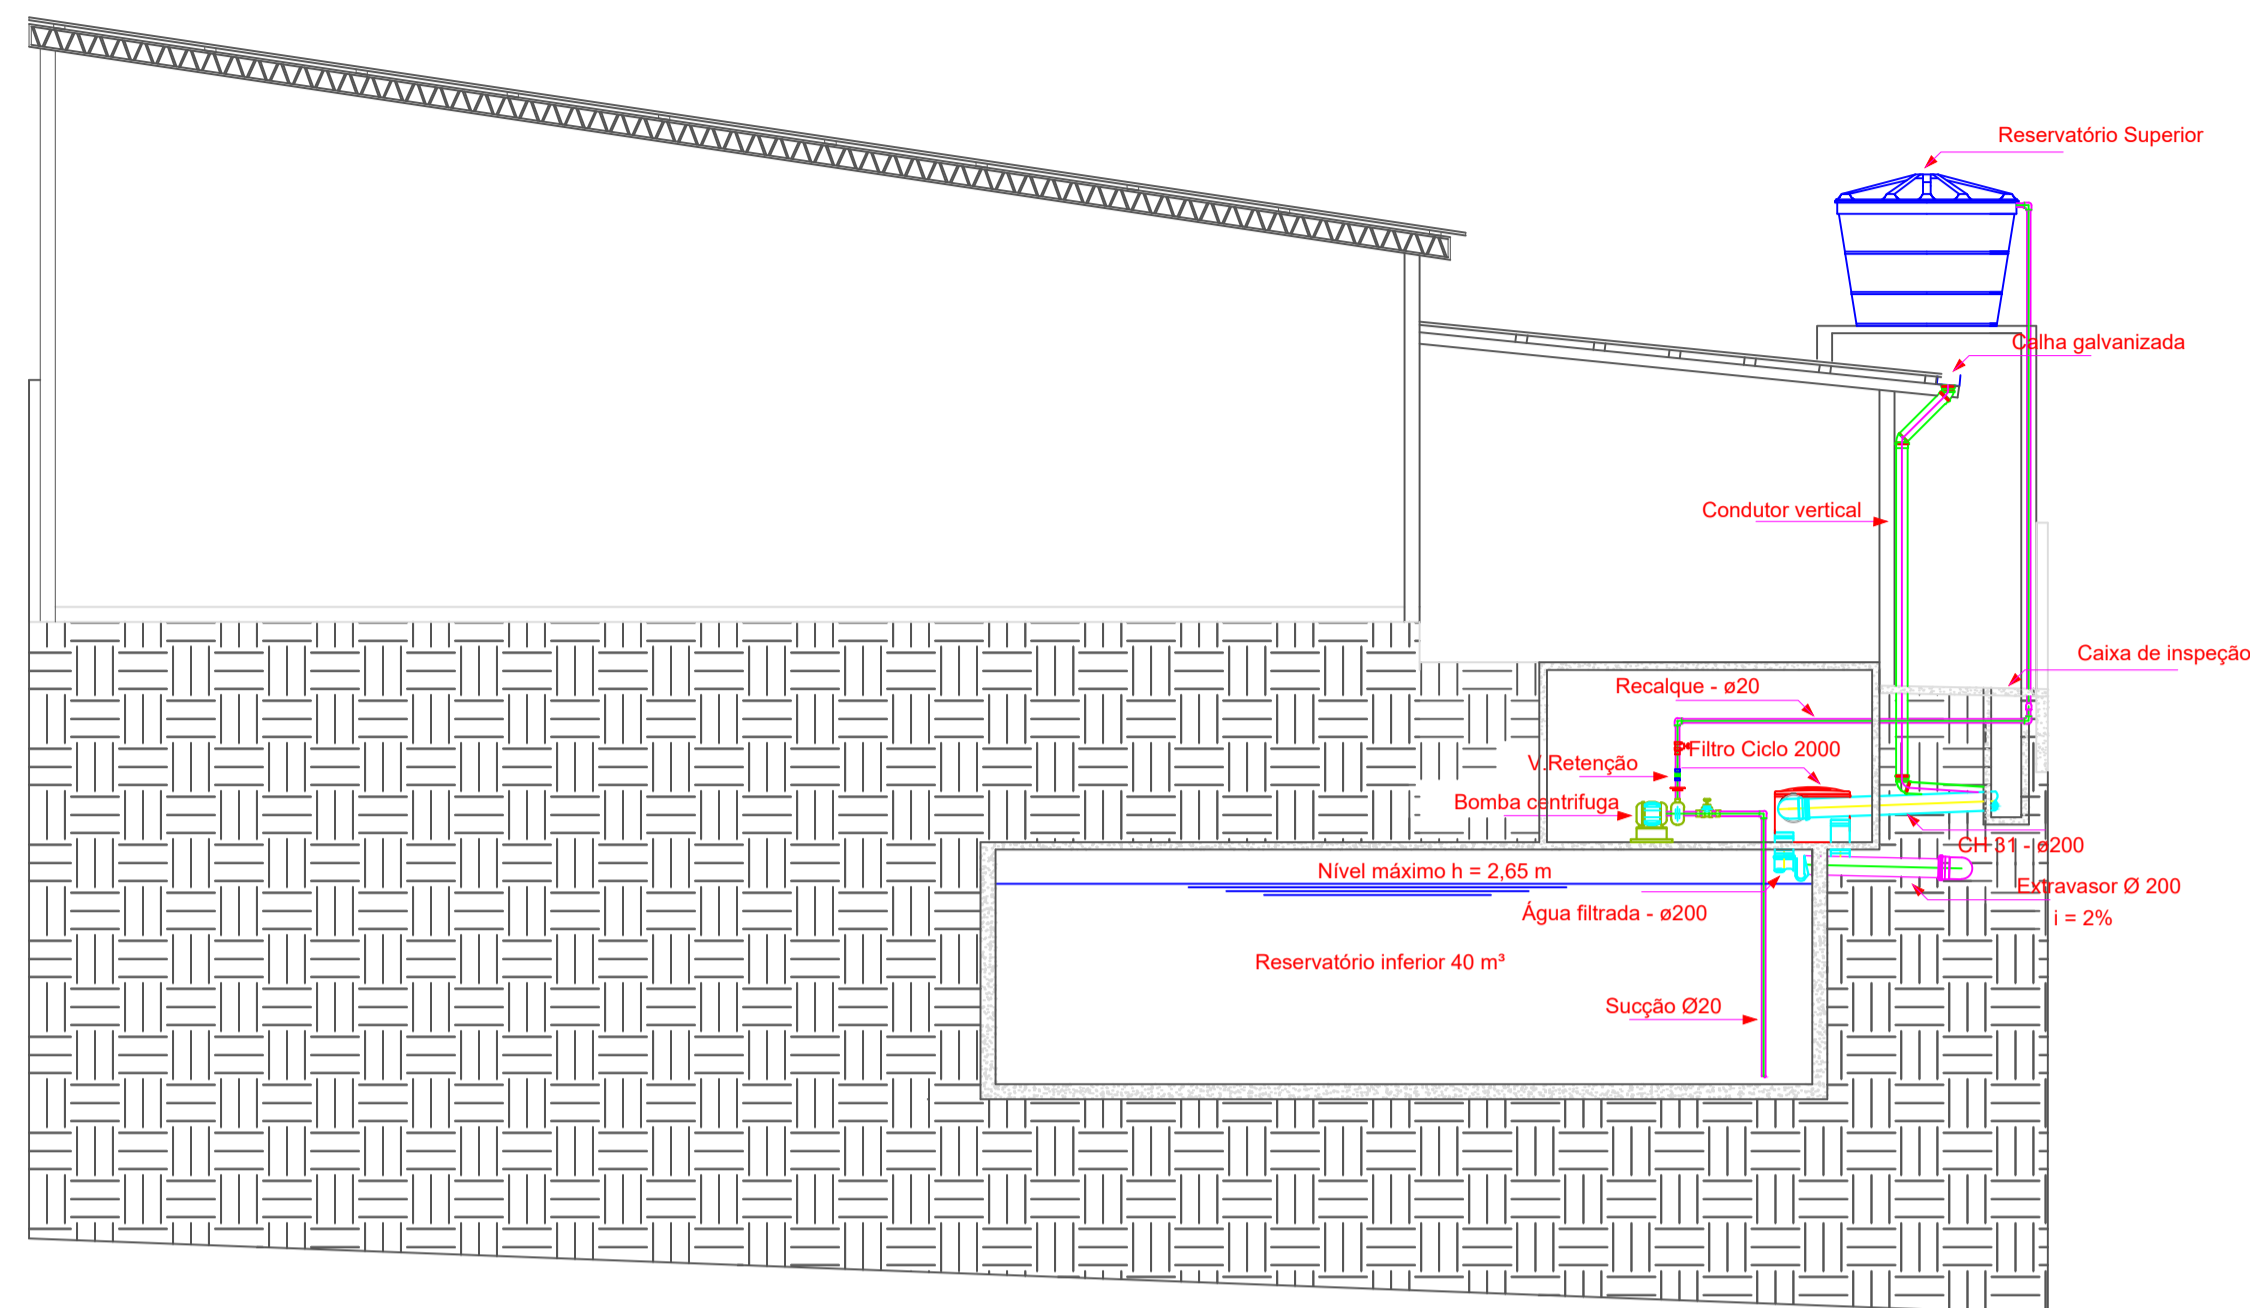 Reservatório Superior
Calha galvanizada
Condutor vertical
Caixa de inspeção
Recalque - ø20
Filtro Ciclo 2000
V.Retenção
Bomba centrifuga
CH 31 - ø200
Nível máximo h = 2,65 m
Extravasor Ø 200
i = 2%
Água filtrada - ø200
Reservatório inferior 40 m³
Sucção Ø20